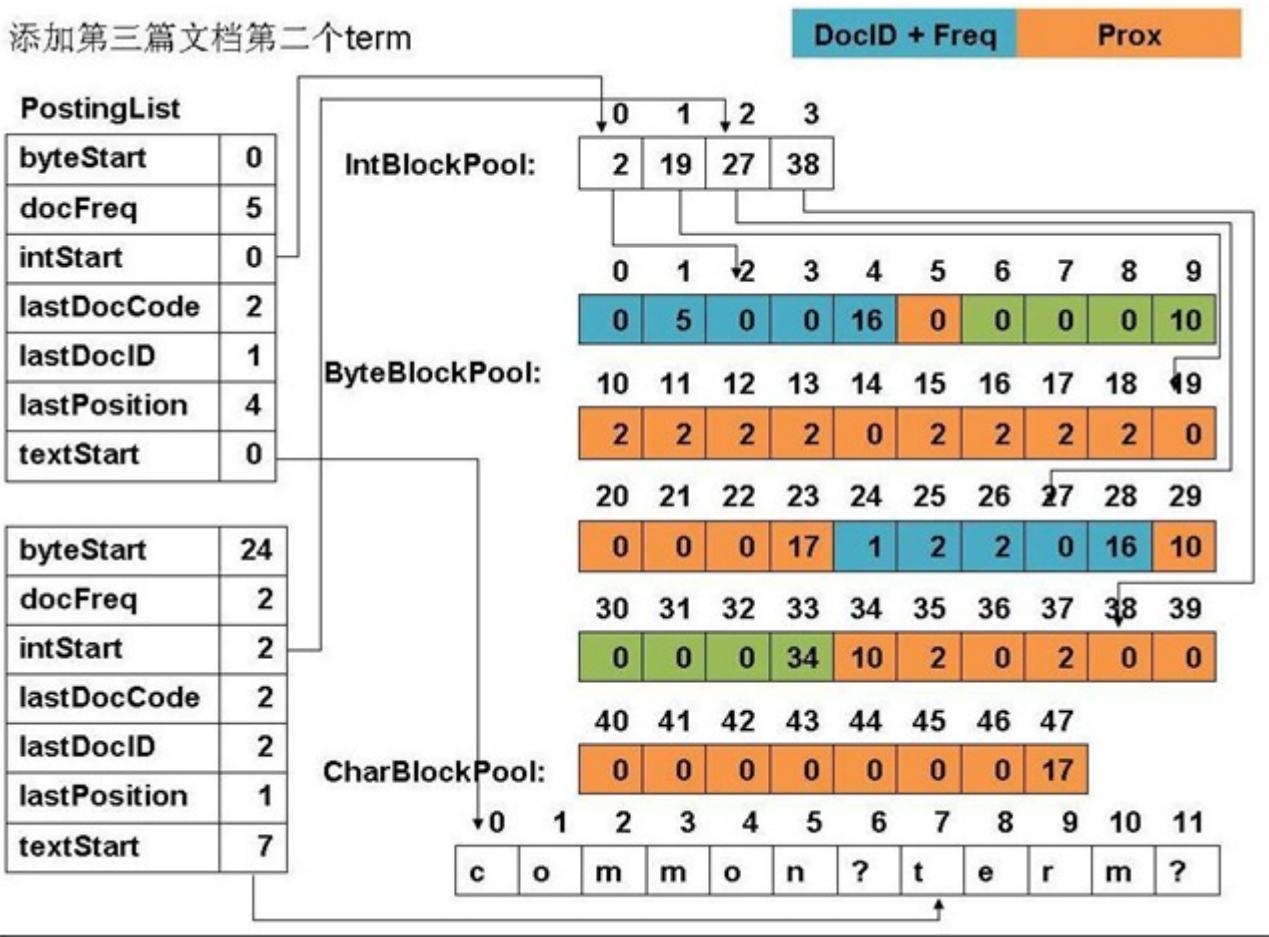 添加第三篇文档第二个term
DocID + Freq Prox
PostingList
byteStart 0
docFreq 5
intStart 0
lastDocCode 2
lastDocID 1
lastPosition 4
textStart 0
byteStart 24
docFreq 2
intStart 2
lastDocCode 2
lastDocID 2
lastPosition 1
textStart 7
0 1 2 3
IntBlockPool: 2 19 27 38
0 1 2 3 4 5 6 7 8 9
0 5 0 0 16 0 0 0 0 10
ByteBlockPool:
10 11 12 13 14 15 16 17 18 19
2 2 2 2 0 2 2 2 2 0
20 21 22 23 24 25 26 27 28 29
0 0 0 17 1 2 2 0 16 10
30 31 32 33 34 35 36 37 38 39
0 0 0 34 10 2 0 2 0 0
40 41 42 43 44 45 46 47
0 0 0 0 0 0 0 17
CharBlockPool:
0 1 2 3 4 5 6 7 8 9 10 11
c o m m o n ? t e r m ?